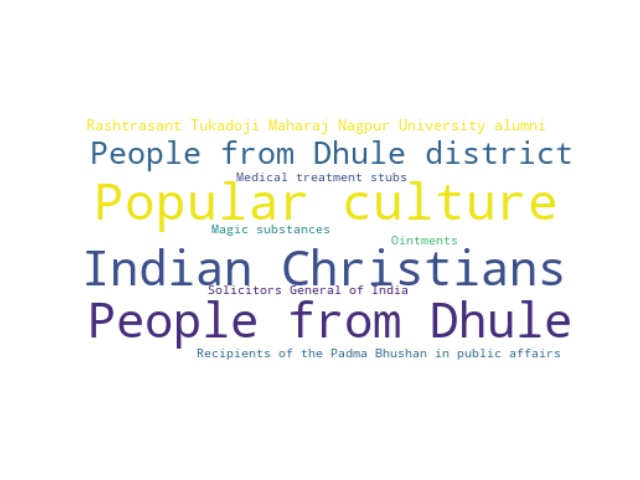 Rashtrasant Tukadoji Maharaj Nagpur University alumni
People from Dhule district
Medical treatment stubs
Popular culture
Magic substances
Ointments
Indian Christians
Solicitors General of India
People from Dhule
Recipients of the Padma Bhushan in public affairs